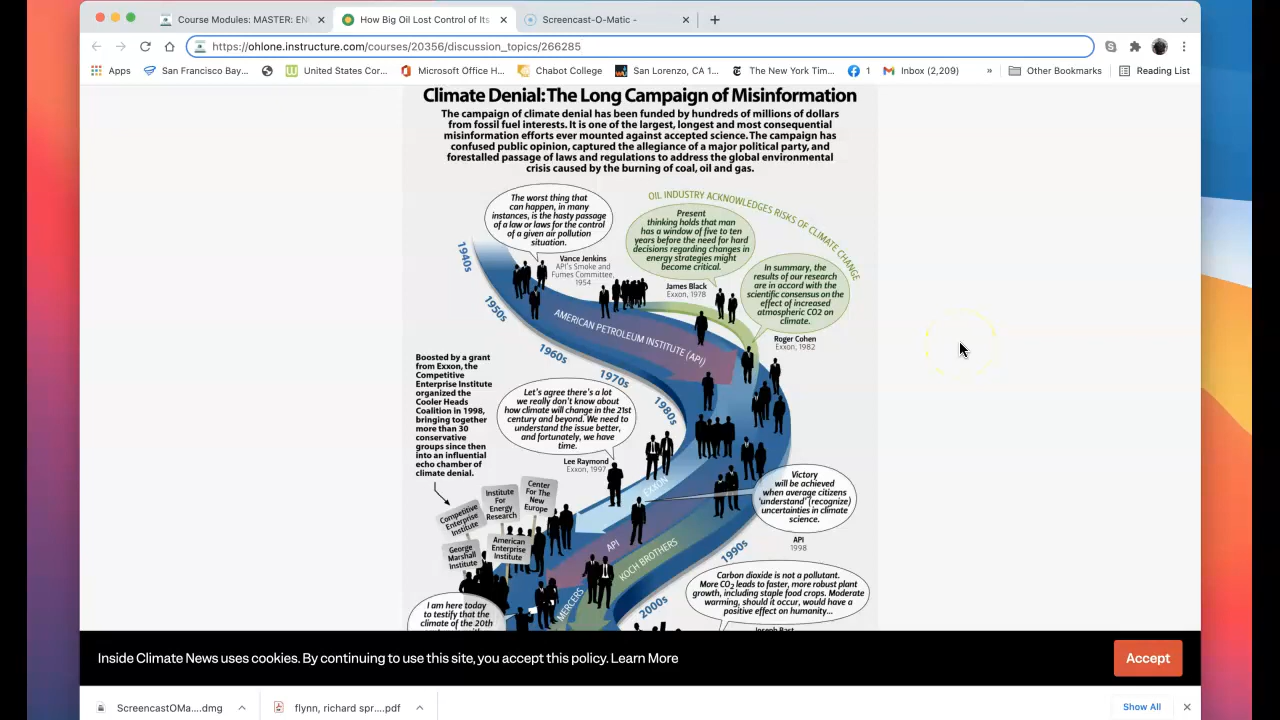 Course Modules: MASTER: EN
How Big Oil Lost Control of Its
Screencast-O-Matic -
https://ohlone.instructure.com/courses/20356/discussion_topics/266285
Apps
San Francisco Bay...
United States Cor...
Microsoft Office H...
Chabot College
San Lorenzo, CA 1...
The New York Tim...
1
Inbox (2,209)
»
Other Bookmarks
Reading List
Climate Denial: The Long Campaign of Misinformation
The campaign of climate denial has been funded by hundreds of millions of dollars
from fossil fuel interests. It is one of the largest, longest and most consequential
misinformation efforts ever mounted against accepted science. The campaign has
confused public opinion, captured the allegiance of a major political party, and
forestalled passage of laws and regulations to address the global environmental
crisis caused by the burning of coal, oil and gas.
The worst thing that
can happen, in many
instances, is the hasty passage
of a law or laws for the control
of a given air pollution
situation.
Vance Jenkins
API's Smoke and
Fumes Committee,
1954
OIL INDUSTRY ACKNOWLEDGES RISKS OF CLIMATE CHANGE
Present
thinking holds that man
has a window of five to ten
years before the need for hard
decisions regarding changes in
energy strategies might
become critical.
James Black
Exxon, 1978
In summary, the
results of our research
are in accord with the
scientific consensus on the
effect of increased
atmospheric CO2 on
climate.
Roger Cohen
Exxon, 1982
1940s
1950s
1960s
1970s
1980s
AMERICAN PETROLEUM INSTITUTE (API)
Boosted by a grant
from Exxon, the
Competitive
Enterprise Institute
organized the
Cooler Heads
Coalition in 1998,
bringing together
more than 30
conservative
groups since then
into an influential
echo chamber of
climate denial.
Let's agree there's a lot
we really don't know about
how climate will change in the 21st
century and beyond. We need to
understand the issue better,
and fortunately, we have
time.
Lee Raymond
Exxon, 1997
Victory
will be achieved
when average citizens
'understand' (recognize)
uncertainties in climate
science.
API
1998
Competitive
Enterprise
Institute
Institute
For
Energy
Research
Center
For The
New
Europe
George
Marshall
Institute
American
Enterprise
Institute
EXXON
API
KOCH BROTHERS
MERCERS
1990s
2000s
Carbon dioxide is not a pollutant.
More CO2 leads to faster, more robust plant
growth, including staple food crops. Moderate
warming, should it occur, would have a
positive effect on humanity...
Joseph Bast
I am here today
to testify that the
climate of the 20th
Inside Climate News uses cookies. By continuing to use this site, you accept this policy. Learn More
Accept
ScreencastOMa....dmg
flynn, richard spr....pdf
Show All